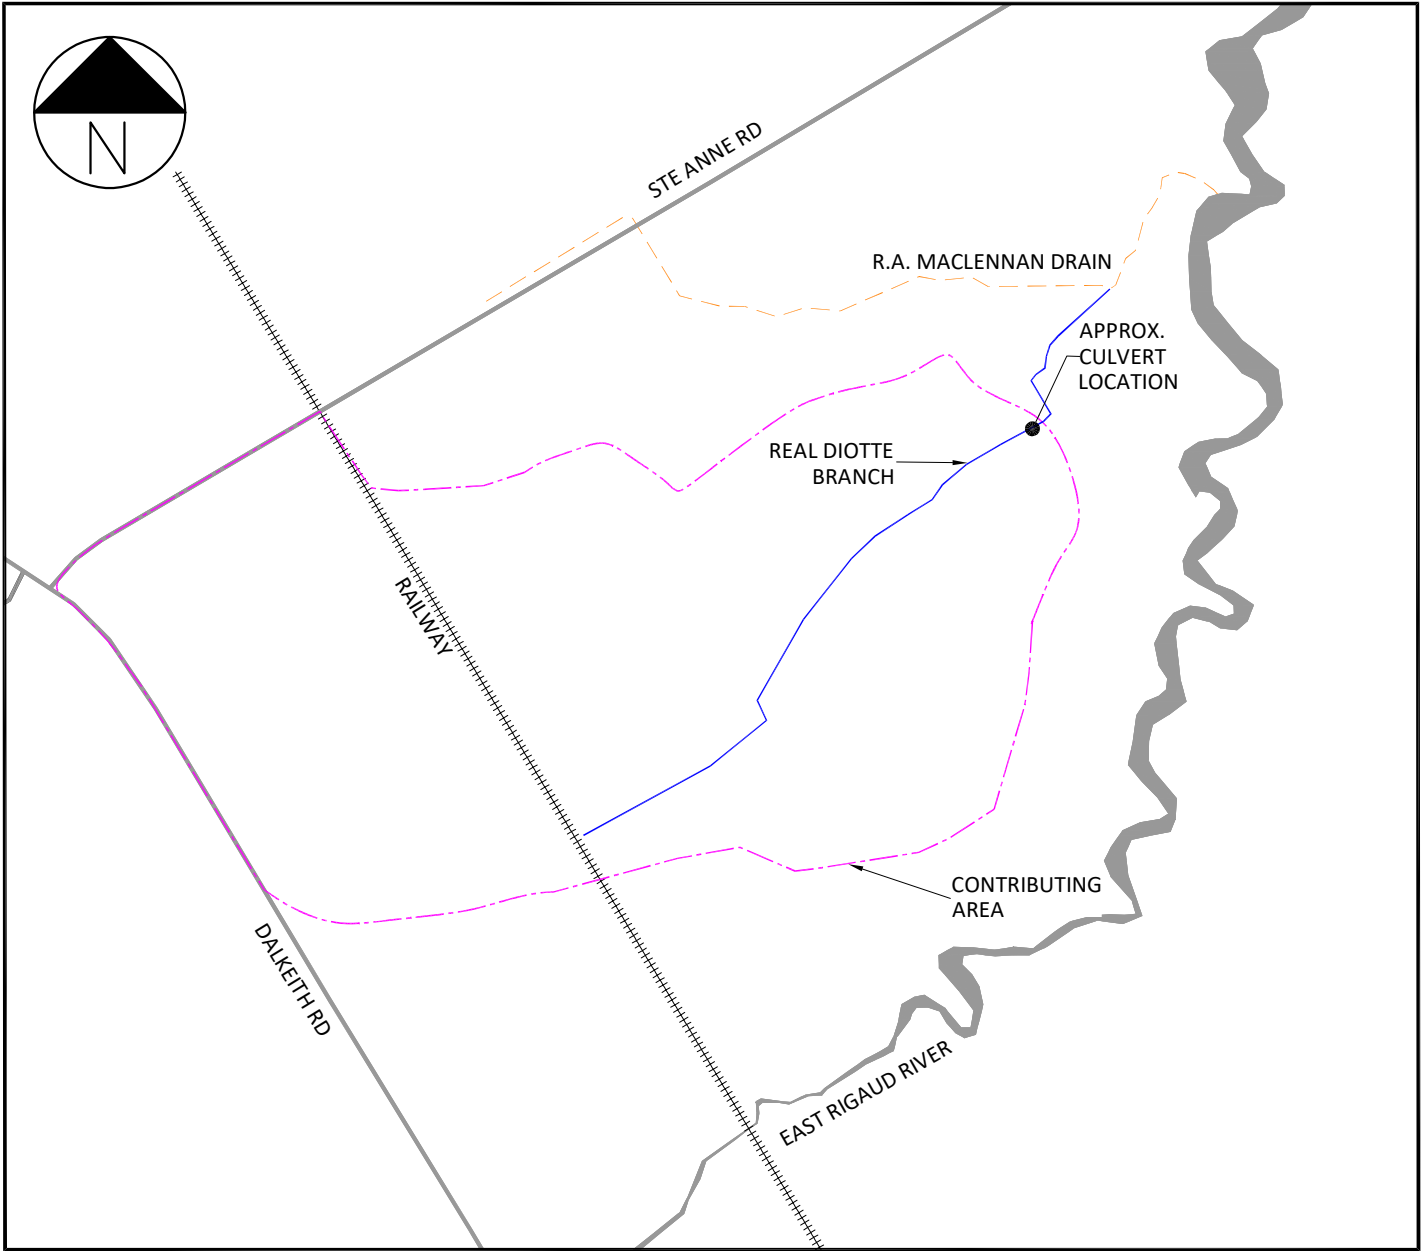 N
STE ANNE RD
R.A. MACLENNAN DRAIN
APPROX.
CULVERT
LOCATION
REAL DIOTTE
BRANCH
RAILWAY
CONTRIBUTING
AREA
DALKEITH RD
EAST RIGAUD RIVER